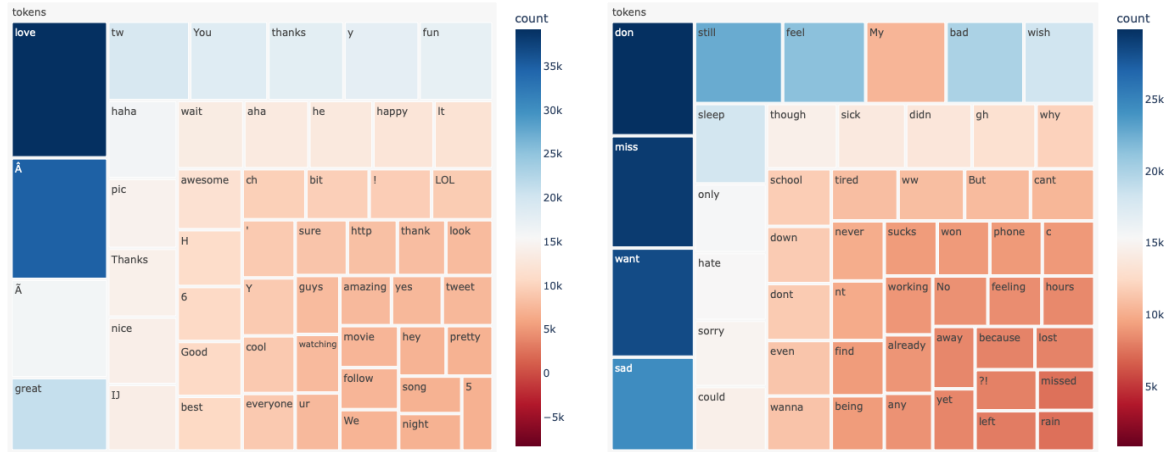 tokens
love
Â
Ã
great
tw
You
thanks
y
fun
haha
pic
Thanks
nice
IJ
wait
aha
he
happy
It
awesome
ch
bit
!
LOL
H
'
sure
http
thank
look
6
Y
guys
amazing
yes
tweet
Good
cool
watching
movie
hey
pretty
best
everyone
ur
follow
song
5
We
night
count
35k
30k
25k
20k
15k
10k
5k
0
−5k
tokens
don
miss
want
sad
still
feel
My
bad
wish
sleep
only
hate
sorry
could
though
sick
didn
gh
why
school
tired
ww
But
cant
down
never
sucks
won
phone
c
dont
nt
working
No
feeling
hours
even
find
already
away
because
lost
wanna
being
any
yet
?!
missed
left
rain
count
25k
20k
15k
10k
5k